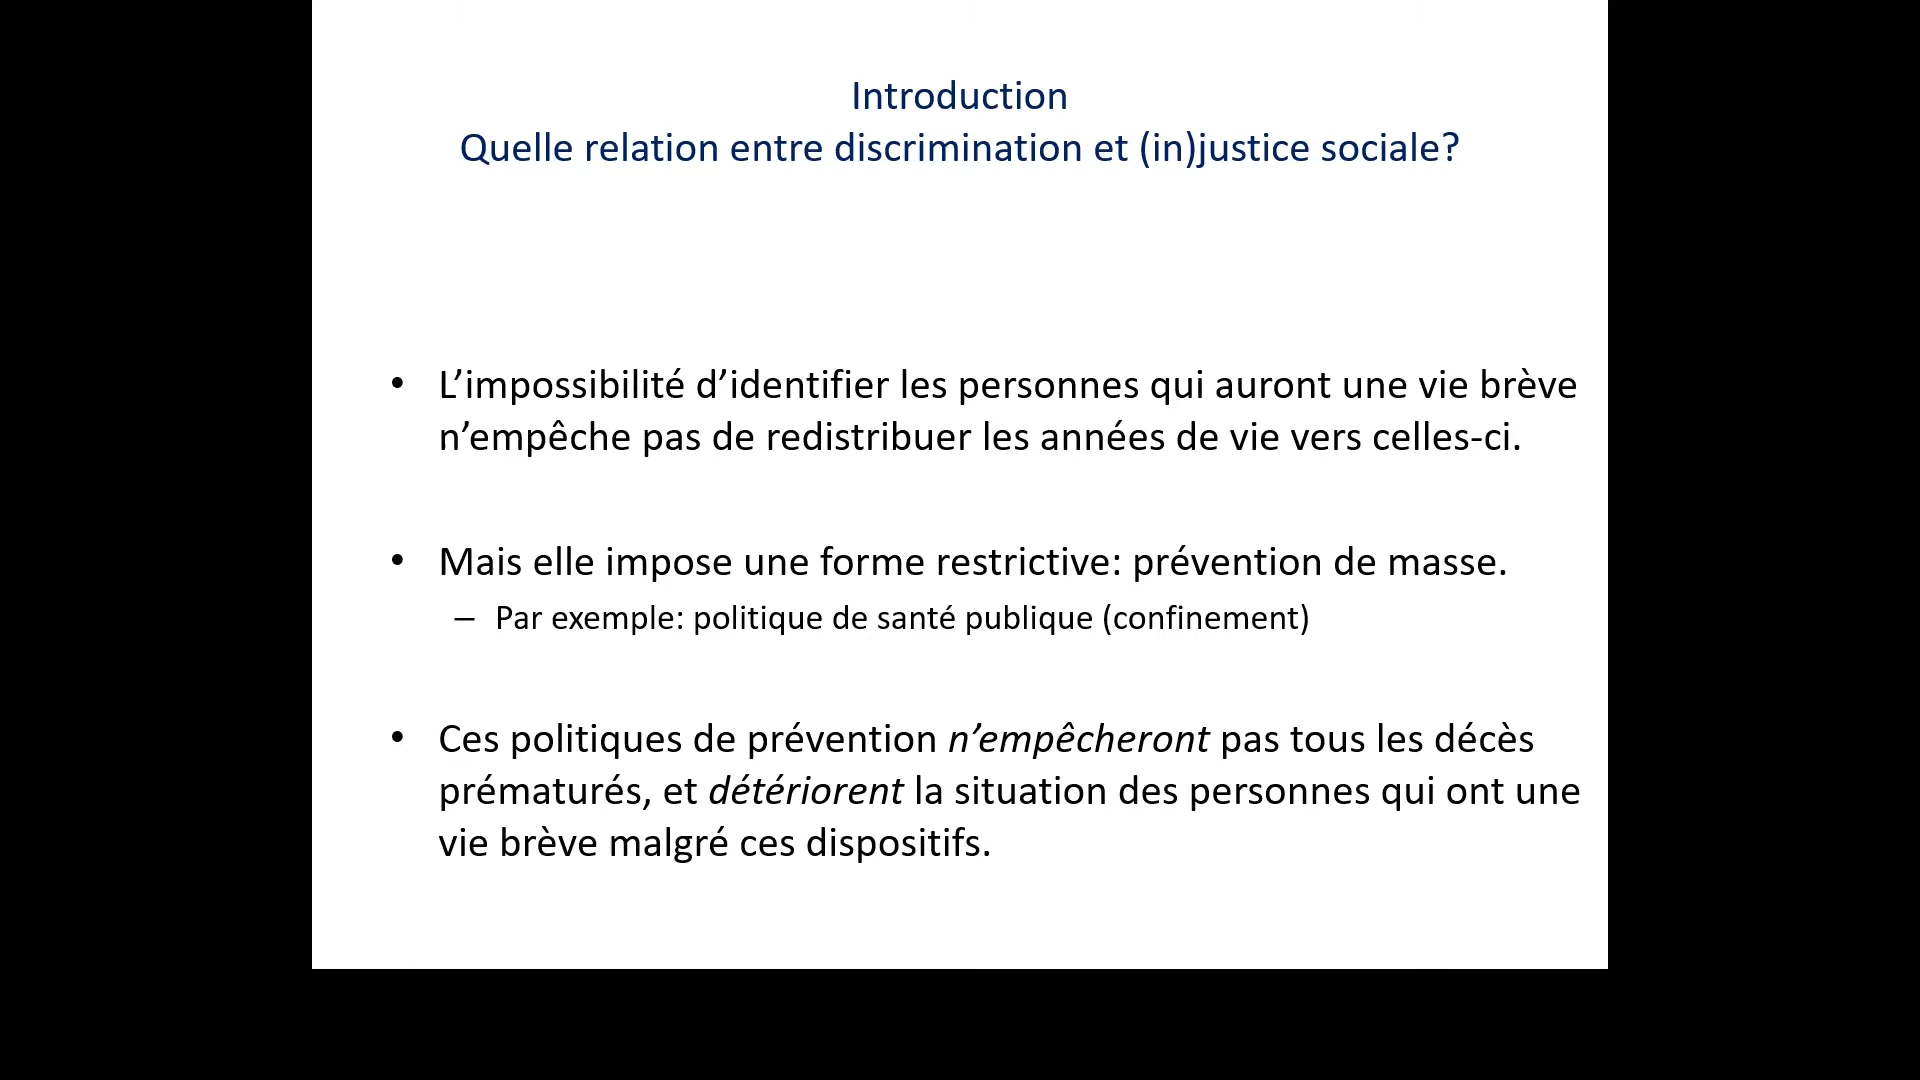 Introduction
Quelle relation entre discrimination et (in)justice sociale?
• L’impossibilité d’identifier les personnes qui auront une vie brève
n’empêche pas de redistribuer les années de vie vers celles-ci.
• Mais elle impose une forme restrictive: prévention de masse.
– Par exemple: politique de santé publique (confinement)
• Ces politiques de prévention n’empêcheront pas tous les décès
prématurés, et détériorent la situation des personnes qui ont une
vie brève malgré ces dispositifs.